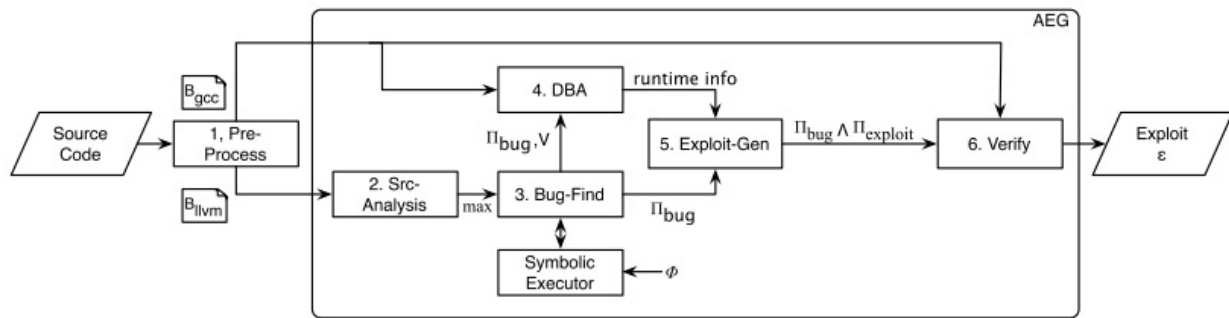 AEG
B_gcc
4. DBA
runtime info
Source
Code
1, Pre-
Process
Π_bug, V
5. Exploit-Gen
Π_bug ∧ Π_exploit
6. Verify
Exploit
ε
B_llvm
2. Src-
Analysis
max
3. Bug-Find
Π_bug
Symbolic
Executor
Φ